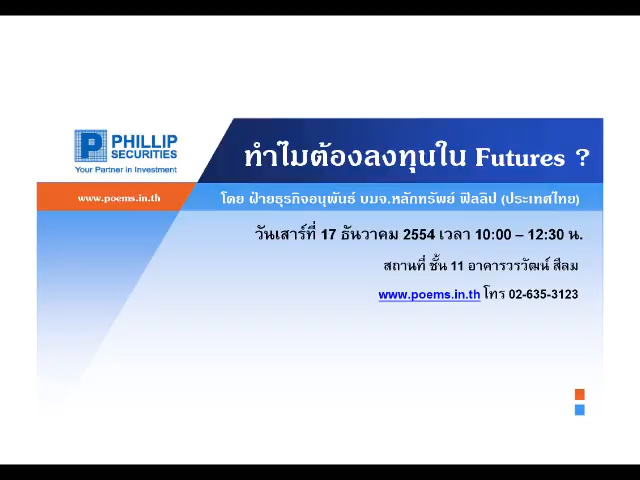 PHILLIP
SECURITIES
Your Partner in Investment
ทำไมต้องลงทุนใน Futures ?
www.poems.in.th
โดย ฝ่ายธุรกิจอนุพันธ์ บมจ.หลักทรัพย์ ฟิลลิป (ประเทศไทย)
วันเสาร์ที่ 17 ธันวาคม 2554 เวลา 10:00 – 12:30 น.
สถานที่ ชั้น 11 อาคารวรวัฒน์ สีลม
www.poems.in.th โทร 02-635-3123